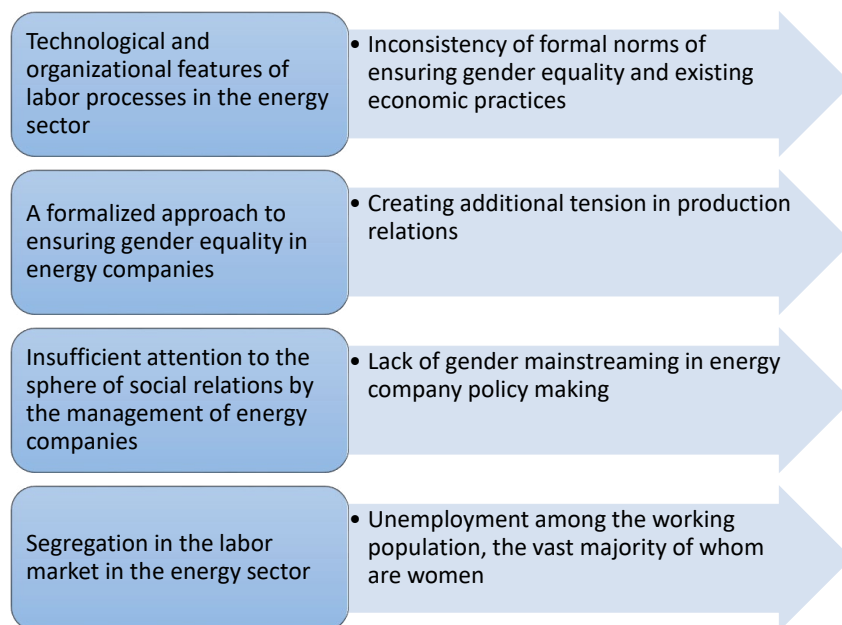 Technological and
organizational features of
labor processes in the energy
sector
• Inconsistency of formal norms of
ensuring gender equality and existing
economic practices
A formalized approach to
ensuring gender equality in
energy companies
• Creating additional tension in production
relations
Insufficient attention to the
sphere of social relations by
the management of energy
companies
• Lack of gender mainstreaming in energy
company policy making
Segregation in the labor
market in the energy sector
• Unemployment among the working
population, the vast majority of whom
are women